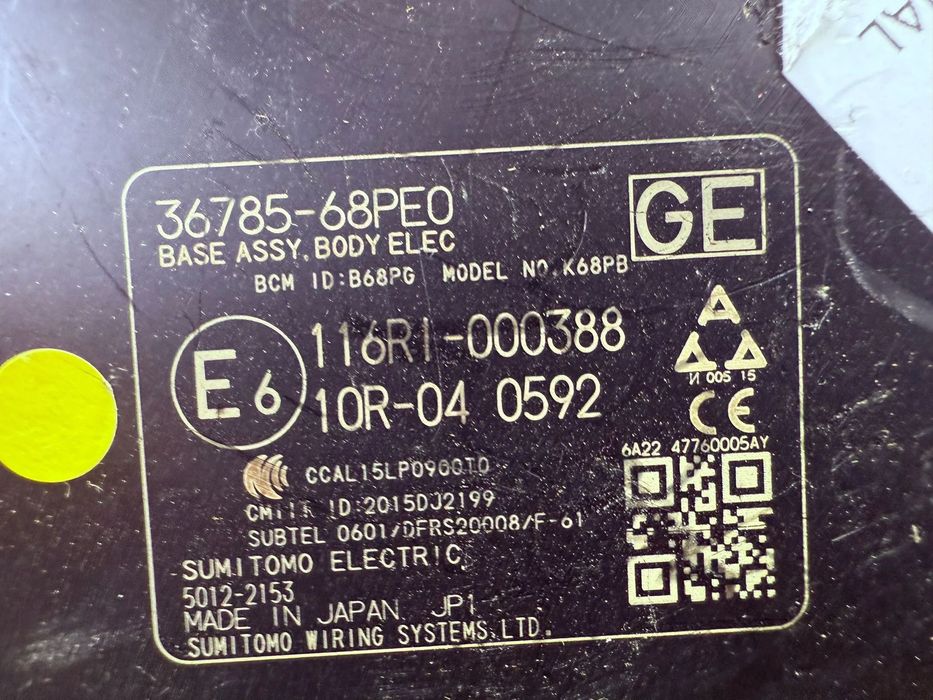 NAL
36785-68PE0
GE
BASE ASSY, BODY ELEC
BCM ID:B68PG MODEL NO.K68PB
E6
116RI-000388
10R-04 0592
И 005 15
CE
6A22 47760005AY
CCAL15LP0900T0
CMIIT ID:2015DJ2199
SUBTEL 0601/DFRS20008/F-61
SUMITOMO ELECTRIC
5012-2153
MADE IN JAPAN JP1
SUMITOMO WIRING SYSTEMS,LTD.